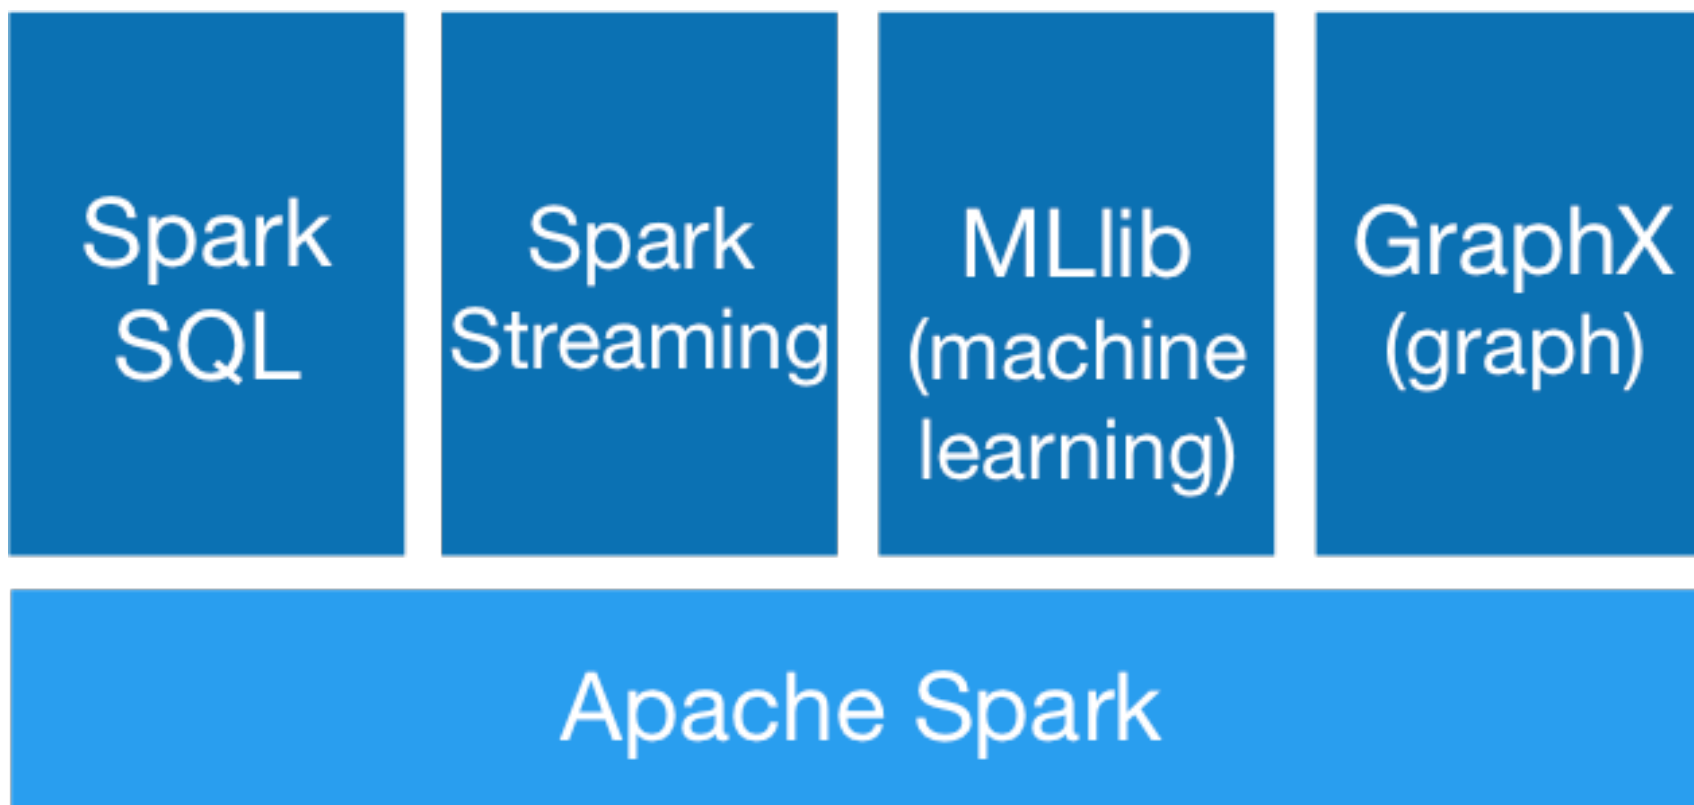 Spark
SQL
Spark
Streaming
MLlib
(machine
learning)
GraphX
(graph)
Apache Spark